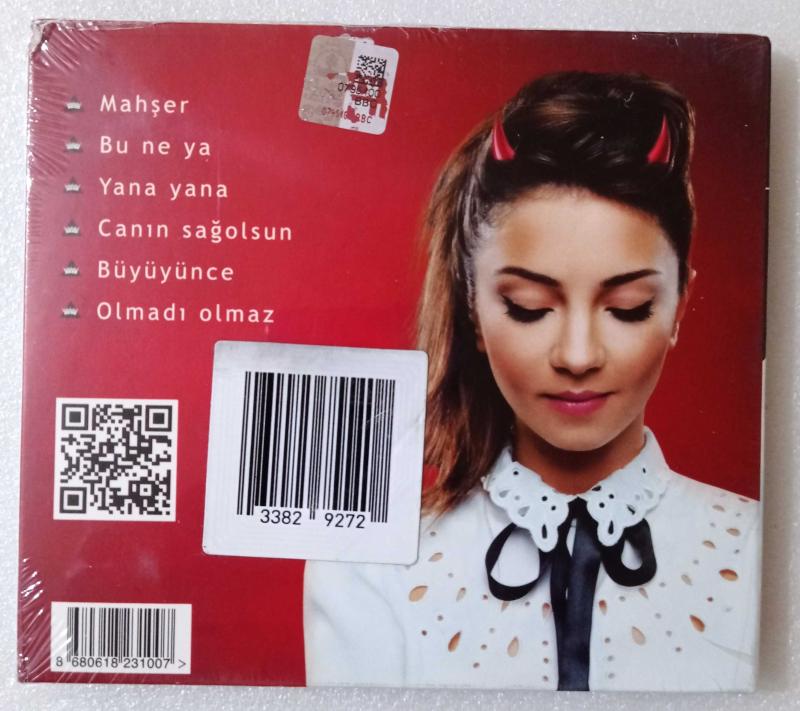 Mahşer
Bu ne ya
Yana yana
Canın sağolsun
Büyüyünce
Olmadı olmaz
3382 9272
8 680618 231007 >